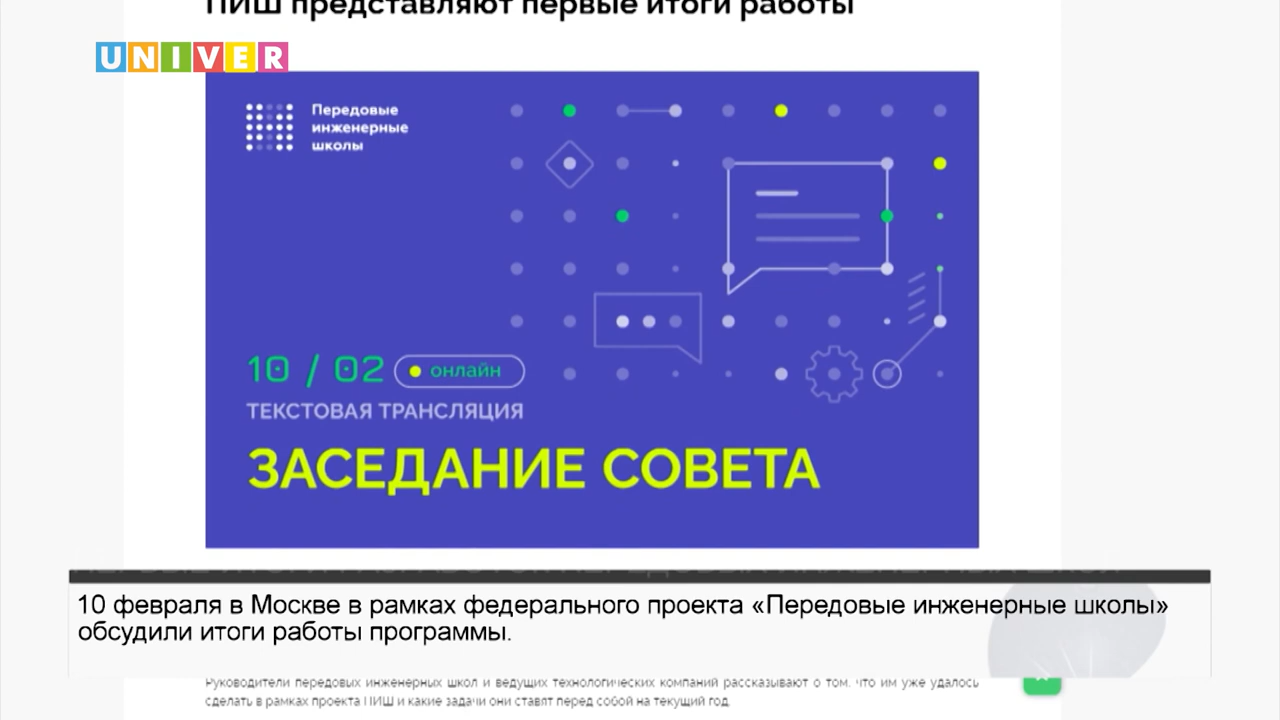 ПИШ представляют первые итоги работы
UNIVER
Передовые
инженерные
школы
10 / 02 онлайн
ТЕКСТОВАЯ ТРАНСЛЯЦИЯ
ЗАСЕДАНИЕ СОВЕТА
10 февраля в Москве в рамках федерального проекта «Передовые инженерные школы»
обсудили итоги работы программы.
Руководители передовых инженерных школ и ведущих технологических компаний рассказывают о том, что им уже удалось
сделать в рамках проекта ПИШ и какие задачи они ставят перед собой на текущий год.